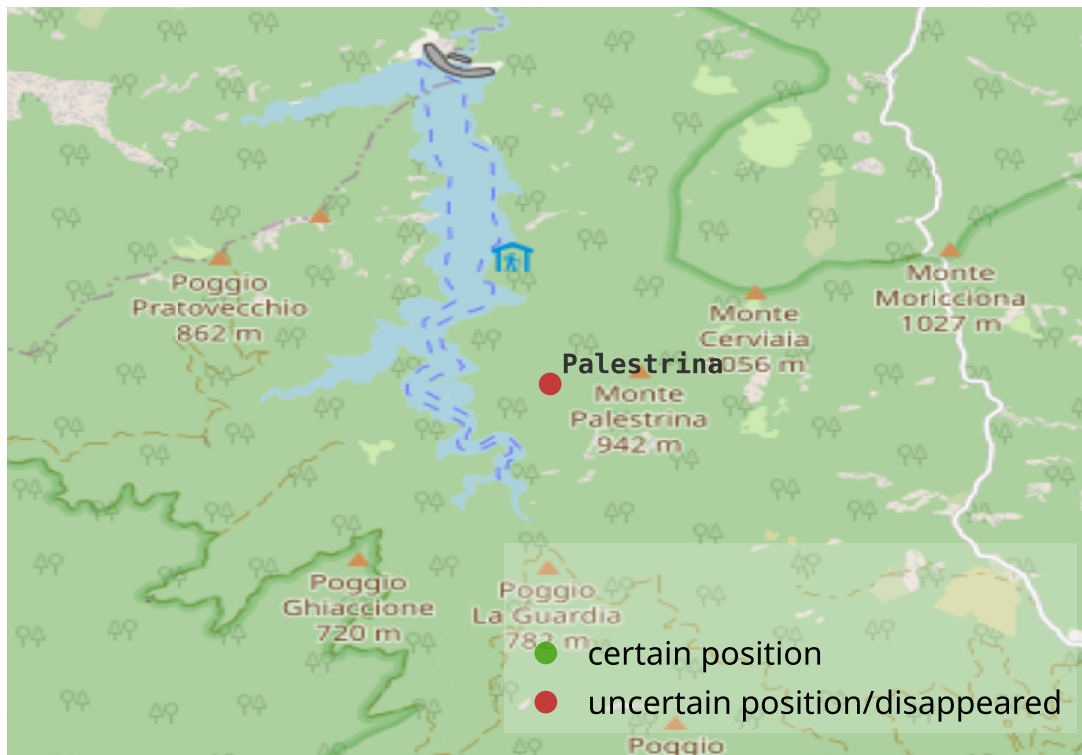 Poggio
Pratovecchio
862 m
Monte
Moricciona
1027 m
Monte
Cerviaia
1056 m
Palestrina
Monte
Palestrina
942 m
Poggio
Ghiaccione
720 m
Poggio
La Guardia
782 m
certain position
uncertain position/disappeared
Poggio